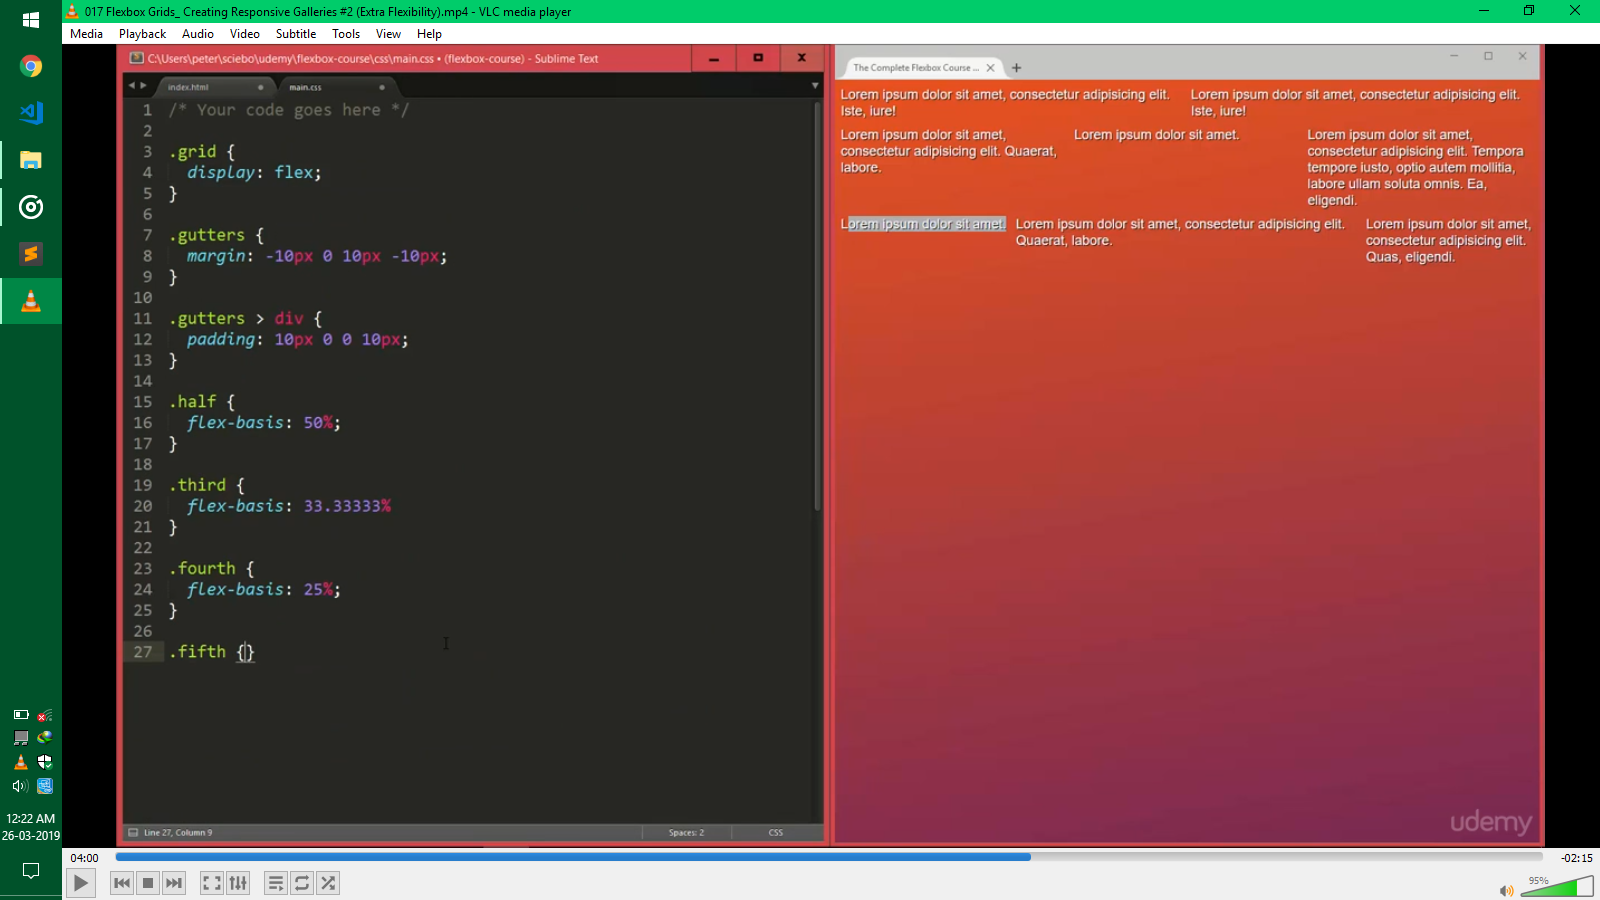 017 Flexbox Grids_ Creating Responsive Galleries #2 (Extra Flexibility).mp4 - VLC media player
Media Playback Audio Video Subtitle Tools View Help
C:\Users\peter\sciebo\udemy\flexbox-course\css\main.css • (flexbox-course) - Sublime Text
index.html
main.css
1 /* Your code goes here */
2
3 .grid {
4 display: flex;
5 }
6
7 .gutters {
8 margin: -10px 0 10px -10px;
9 }
10
11 .gutters > div {
12 padding: 10px 0 0 10px;
13 }
14
15 .half {
16 flex-basis: 50%;
17 }
18
19 .third {
20 flex-basis: 33.33333%
21 }
22
23 .fourth {
24 flex-basis: 25%;
25 }
26
27 .fifth {}
Line 27, Column 9
Spaces: 2
CSS
The Complete Flexbox Course ...
Lorem ipsum dolor sit amet, consectetur adipisicing elit.
Iste, iure!
Lorem ipsum dolor sit amet, consectetur adipisicing elit.
Iste, iure!
Lorem ipsum dolor sit amet,
consectetur adipisicing elit. Quaerat,
labore.
Lorem ipsum dolor sit amet.
Lorem ipsum dolor sit amet,
consectetur adipisicing elit. Tempora
tempore iusto, optio autem mollitia,
labore ullam soluta omnis. Ea,
eligendi.
Lorem ipsum dolor sit amet.
Lorem ipsum dolor sit amet, consectetur adipisicing elit.
Quaerat, labore.
Lorem ipsum dolor sit amet,
consectetur adipisicing elit.
Quas, eligendi.
udemy
12:22 AM
26-03-2019
04:00
-02:15
95%